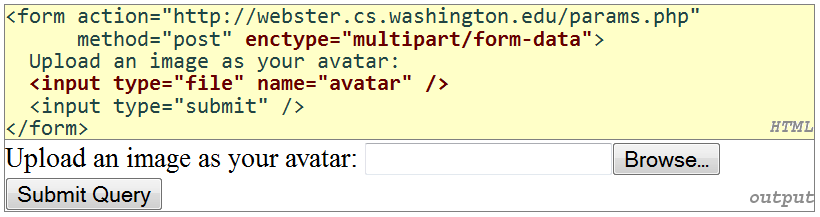 <form action="http://webster.cs.washington.edu/params.php"
method="post" enctype="multipart/form-data">
Upload an image as your avatar:
<input type="file" name="avatar" />
<input type="submit" />
</form>
HTML
Upload an image as your avatar: Browse...
Submit Query
output